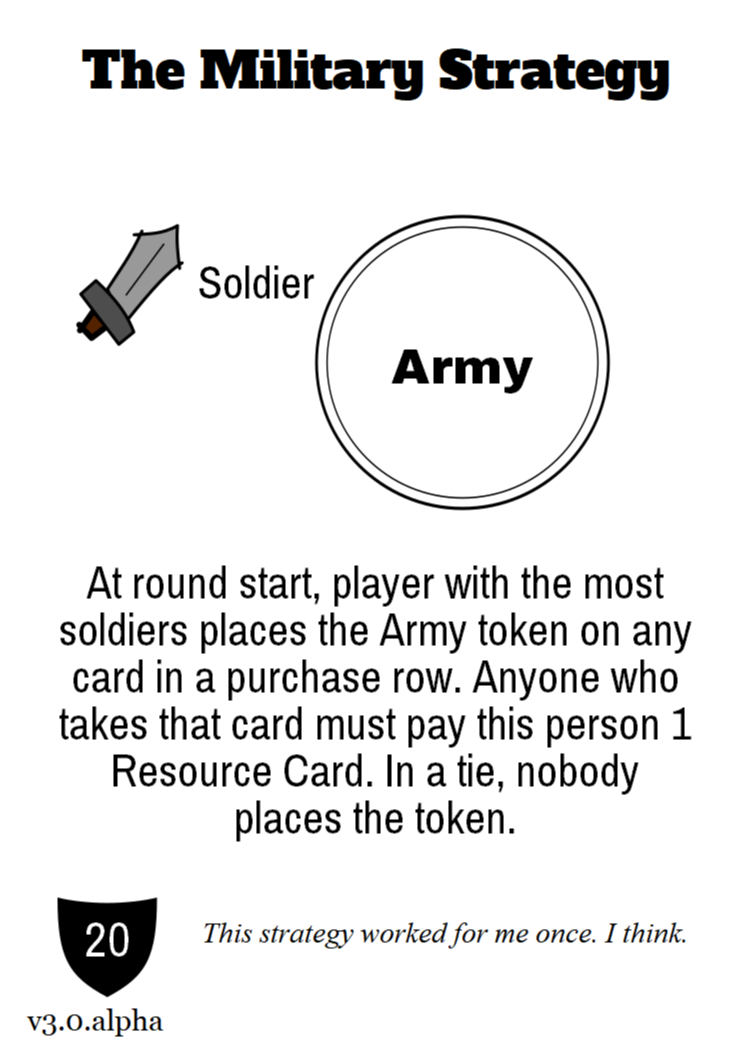 The Military Strategy
Soldier
Army
At round start, player with the most
soldiers places the Army token on any
card in a purchase row. Anyone who
takes that card must pay this person 1
Resource Card. In a tie, nobody
places the token.
20
This strategy worked for me once. I think.
v3.0.alpha